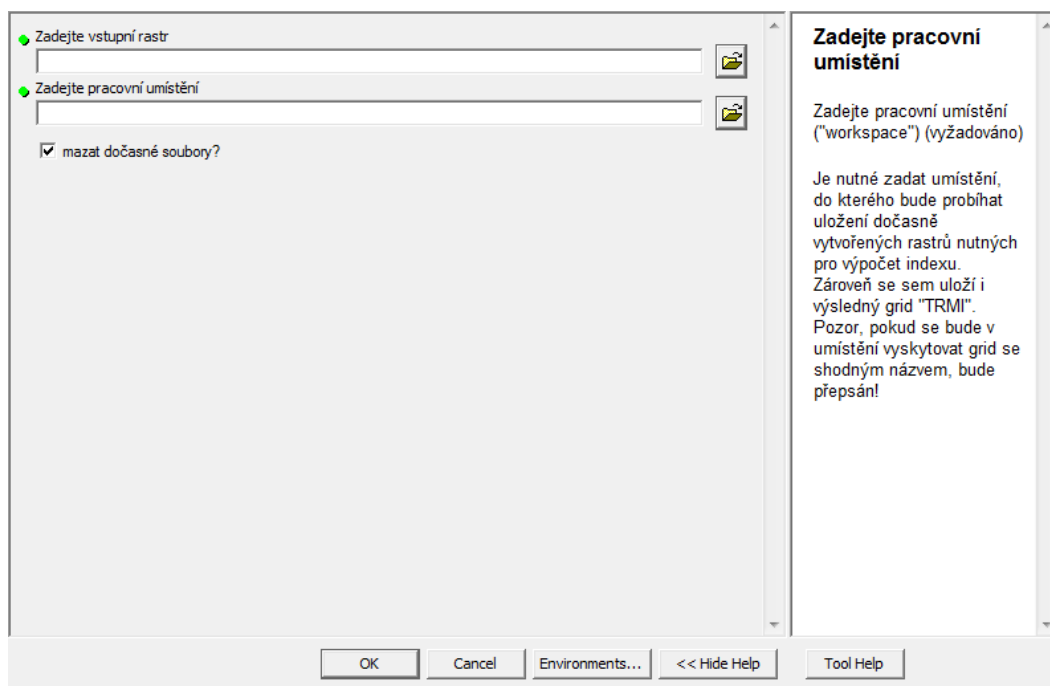 Zadejte vstupní rastr
Zadejte pracovní umístění
mazat dočasné soubory?
Zadejte pracovní
umístění
Zadejte pracovní umístění
("workspace") (vyžadováno)
Je nutné zadat umístění,
do kterého bude probíhat
uložení dočasně
vytvořených rastrů nutných
pro výpočet indexu.
Zároveň se sem uloží i
výsledný grid "TRMI".
Pozor, pokud se bude v
umístění vyskytovat grid se
shodným názvem, bude
přepsán!
OK Cancel Environments... << Hide Help Tool Help